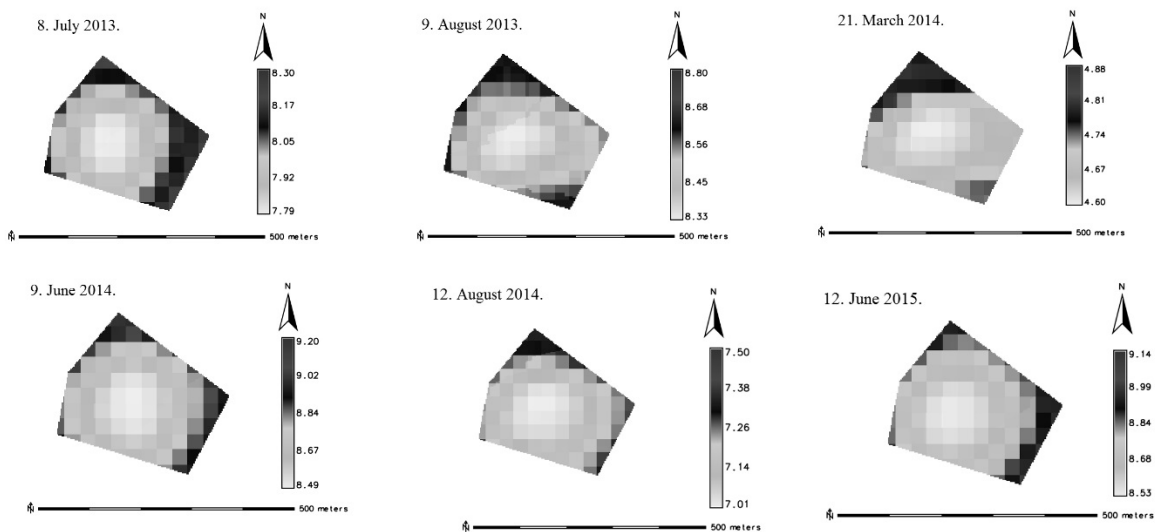 8. July 2013.
N
8.30
8.17
8.05
7.92
7.79
N
500 meters
9. August 2013.
N
8.80
8.68
8.56
8.45
8.33
N
500 meters
21. March 2014.
N
4.88
4.81
4.74
4.67
4.60
N
500 meters
9. June 2014.
N
9.20
9.02
8.84
8.67
8.49
N
500 meters
12. August 2014.
N
7.50
7.38
7.26
7.14
7.01
N
500 meters
12. June 2015.
N
9.14
8.99
8.84
8.68
8.53
N
500 meters